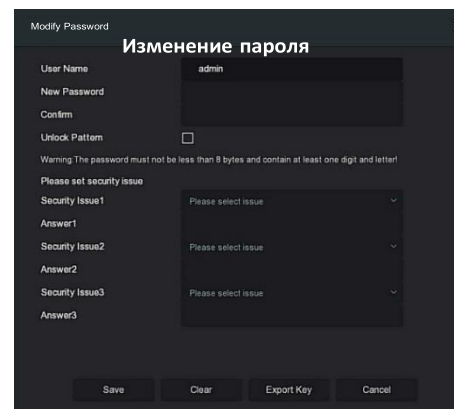 Modify Password
Изменение пароля
User Name admin
New Password
Confirm
Unlock Pattern
Warning:The password must not be less than 8 bytes and contain at least one digit and letter!
Please set security issue
Security Issue1 Please select issue
Answer1
Security Issue2 Please select issue
Answer2
Security Issue3 Please select issue
Answer3
Save Clear Export Key Cancel